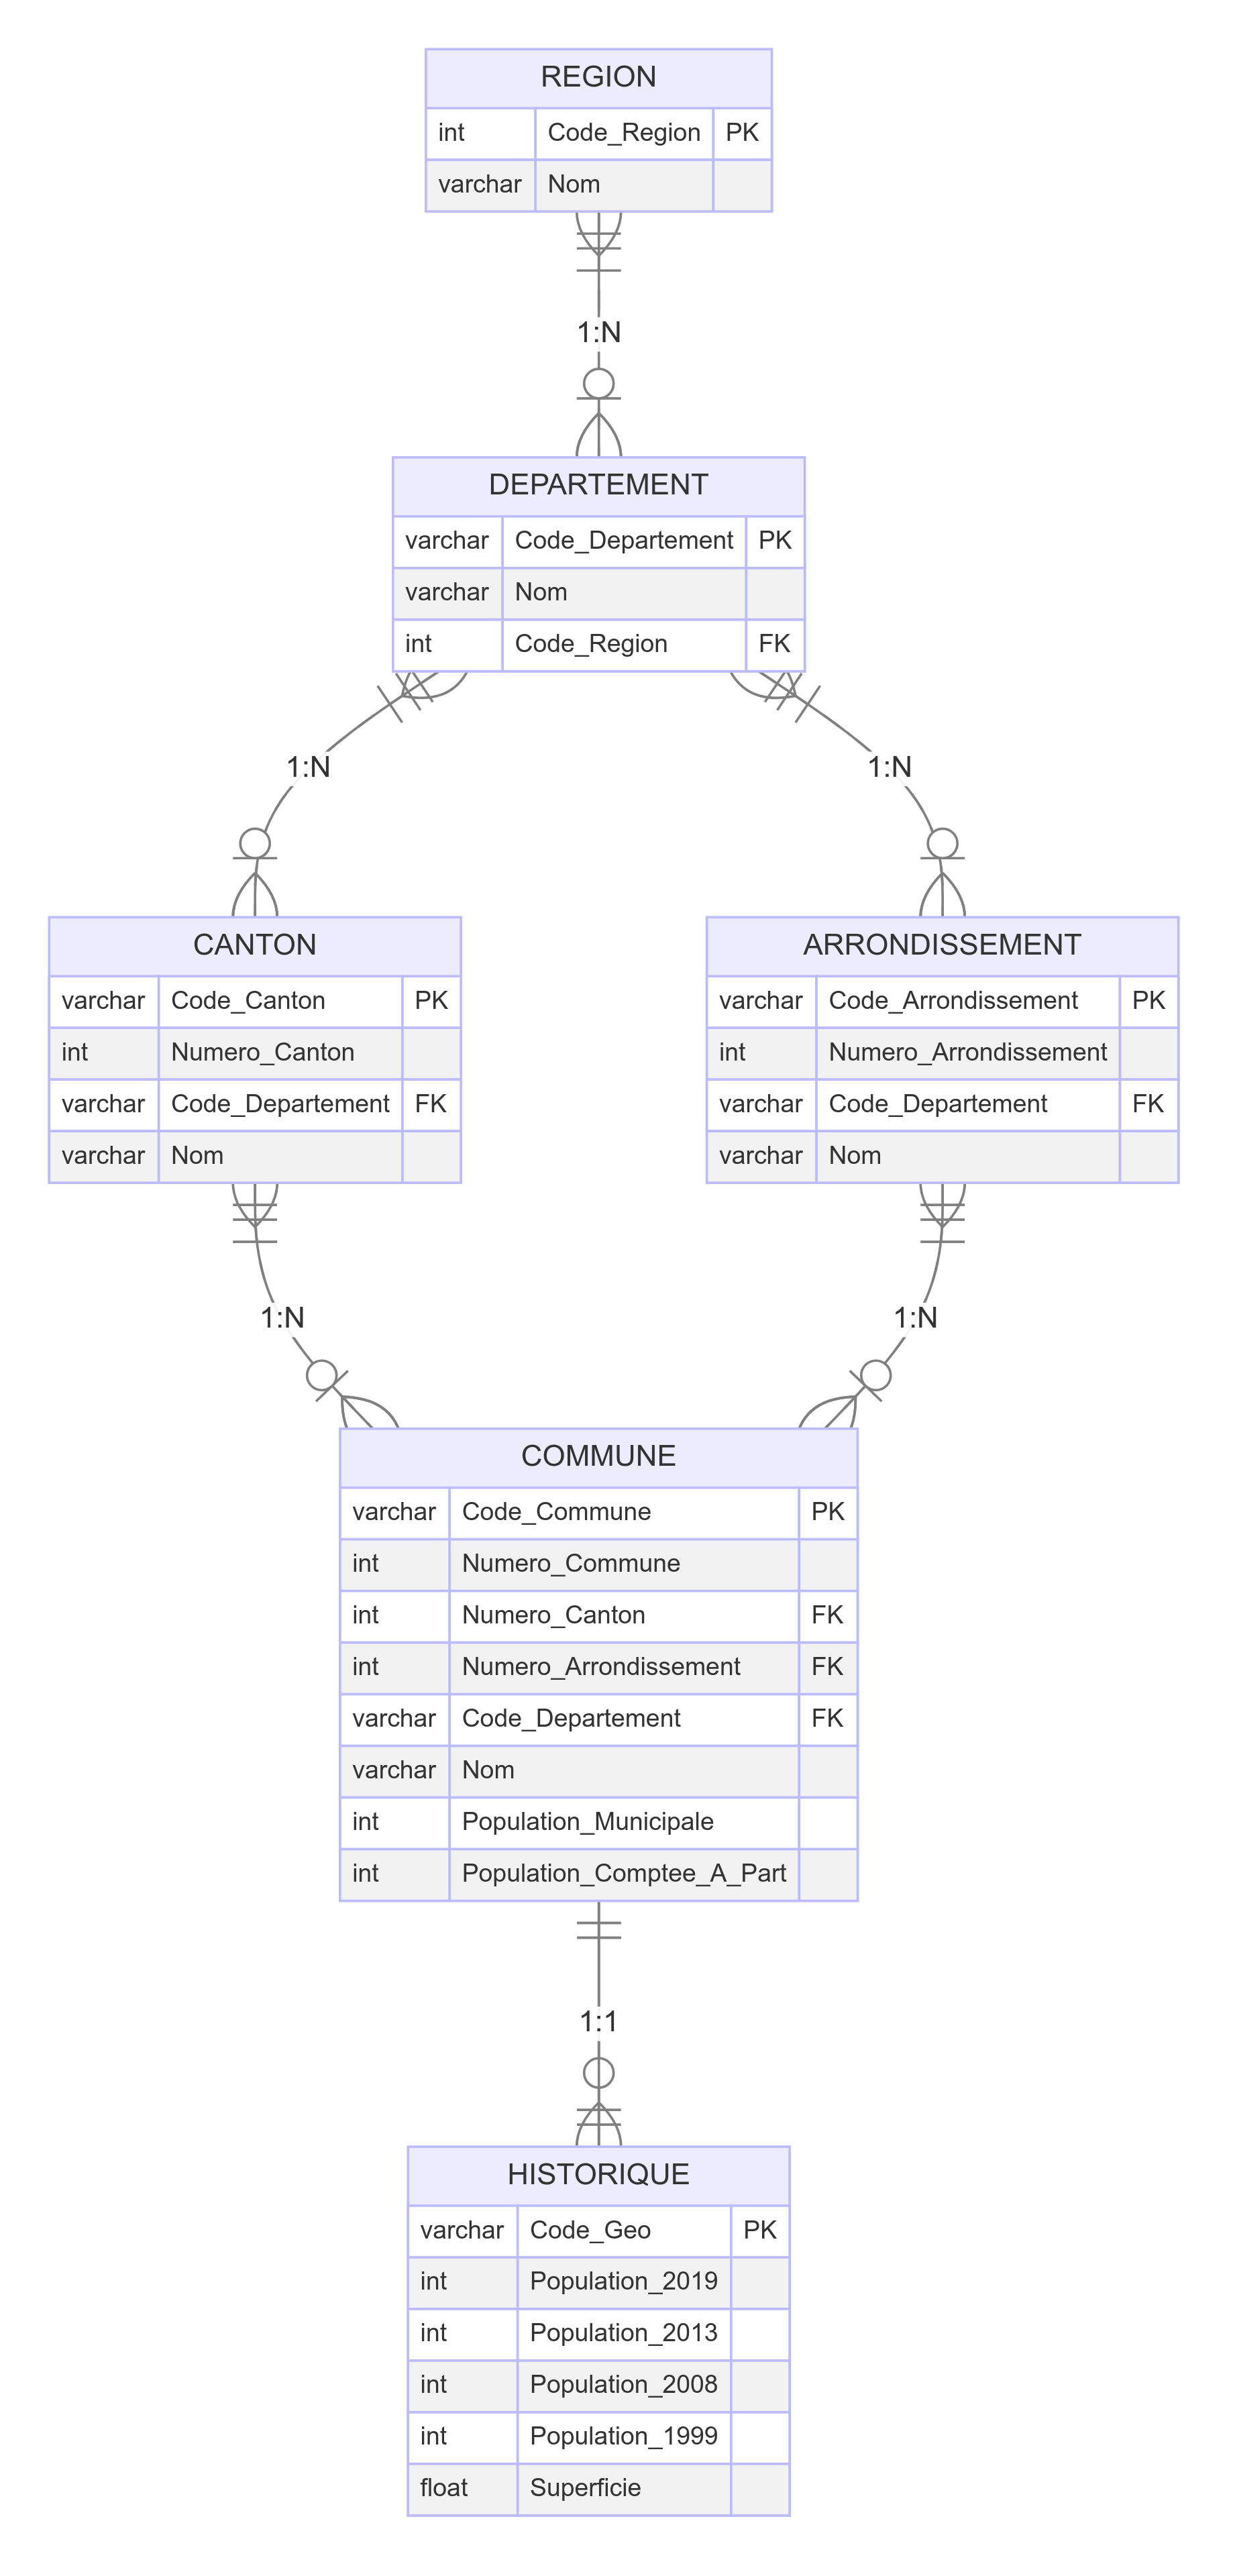 REGION
int Code_Region PK
varchar Nom
1:N
DEPARTEMENT
varchar Code_Departement PK
varchar Nom
int Code_Region FK
1:N
1:N
CANTON
varchar Code_Canton PK
int Numero_Canton
varchar Code_Departement FK
varchar Nom
ARRONDISSEMENT
varchar Code_Arrondissement PK
int Numero_Arrondissement
varchar Code_Departement FK
varchar Nom
1:N
1:N
COMMUNE
varchar Code_Commune PK
int Numero_Commune
int Numero_Canton FK
int Numero_Arrondissement FK
varchar Code_Departement FK
varchar Nom
int Population_Municipale
int Population_Comptee_A_Part
1:1
HISTORIQUE
varchar Code_Geo PK
int Population_2019
int Population_2013
int Population_2008
int Population_1999
float Superficie